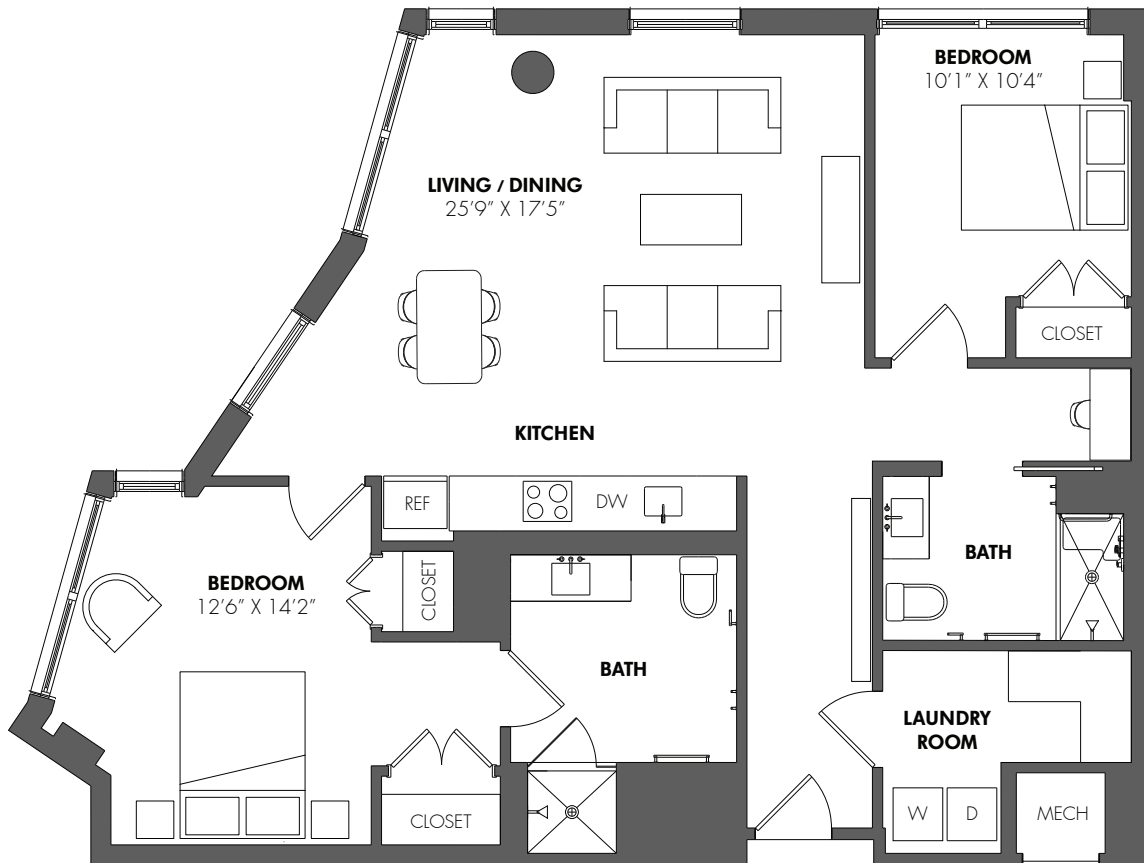 BEDROOM
10’1” X 10’4”
LIVING / DINING
25’9” X 17’5”
CLOSET
KITCHEN
REF
DW
BATH
BEDROOM
12’6” X 14’2”
CLOSET
BATH
LAUNDRY
ROOM
W
D
MECH
CLOSET